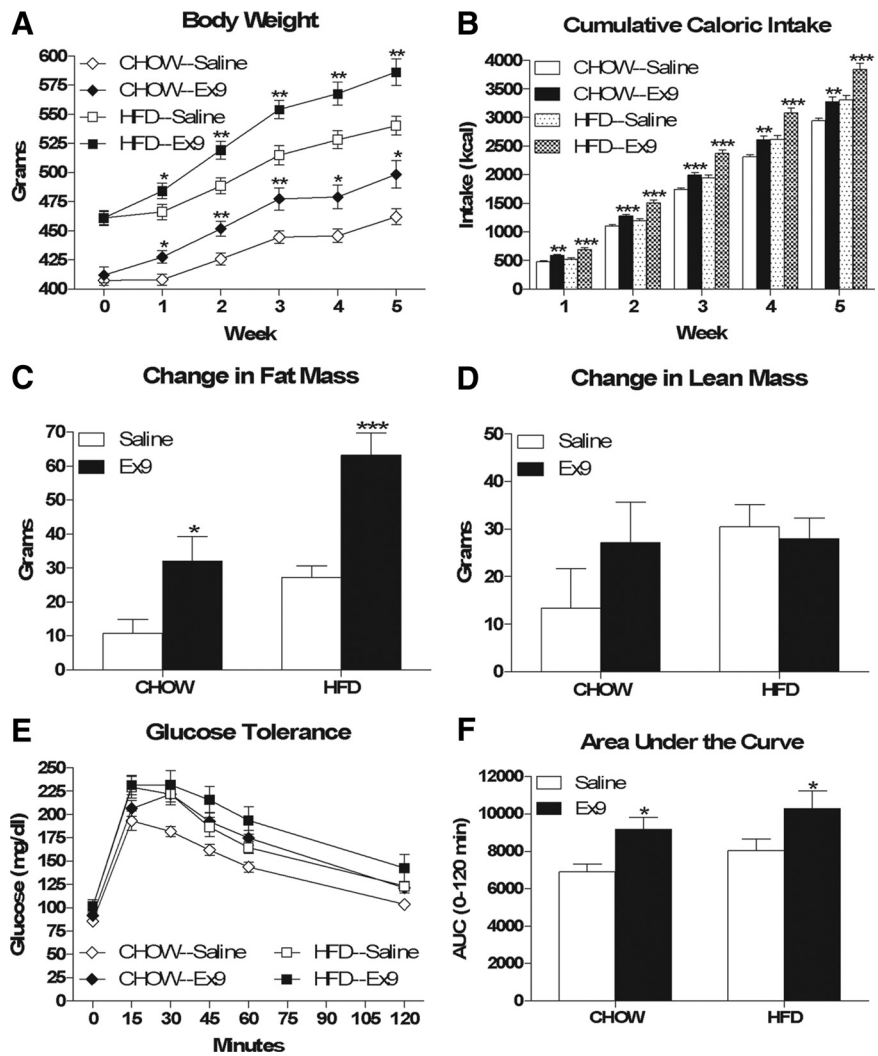 A
Body Weight
600
575
550
525
500
475
450
425
400
Grams
CHOW--Saline
CHOW--Ex9
HFD--Saline
HFD--Ex9
* ** ** ** **
* ** ** * *
0 1 2 3 4 5
Week
B
Cumulative Caloric Intake
4000
3500
3000
2500
2000
1500
1000
500
0
Intake (kcal)
CHOW--Saline
CHOW--Ex9
HFD--Saline
HFD--Ex9
** *** ** *** ** *** ** *** ** ***
1 2 3 4 5
Week
C
Change in Fat Mass
70
60
50
40
30
20
10
0
Grams
Saline
Ex9
* ***
CHOW HFD
D
Change in Lean Mass
50
40
30
20
10
0
Grams
Saline
Ex9
CHOW HFD
E
Glucose Tolerance
250
225
200
175
150
125
100
75
50
25
0
Glucose (mg/dl)
CHOW--Saline HFD--Saline
CHOW--Ex9 HFD--Ex9
0 15 30 45 60 75 90 105 120
Minutes
F
Area Under the Curve
12000
10000
8000
6000
4000
2000
0
AUC (0-120 min)
Saline
Ex9
* *
CHOW HFD